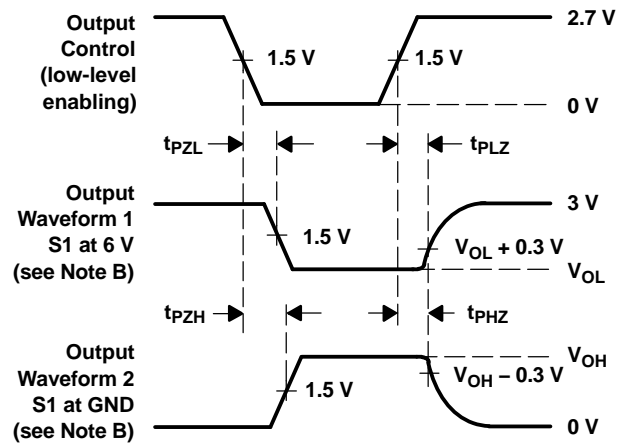 Output
Control
(low-level
enabling)
1.5 V
1.5 V
2.7 V
0 V
tPZL
tPLZ
Output
Waveform 1
S1 at 6 V
(see Note B)
1.5 V
3 V
VOL + 0.3 V
VOL
tPZH
tPHZ
Output
Waveform 2
S1 at GND
(see Note B)
1.5 V
VOH
VOH – 0.3 V
0 V